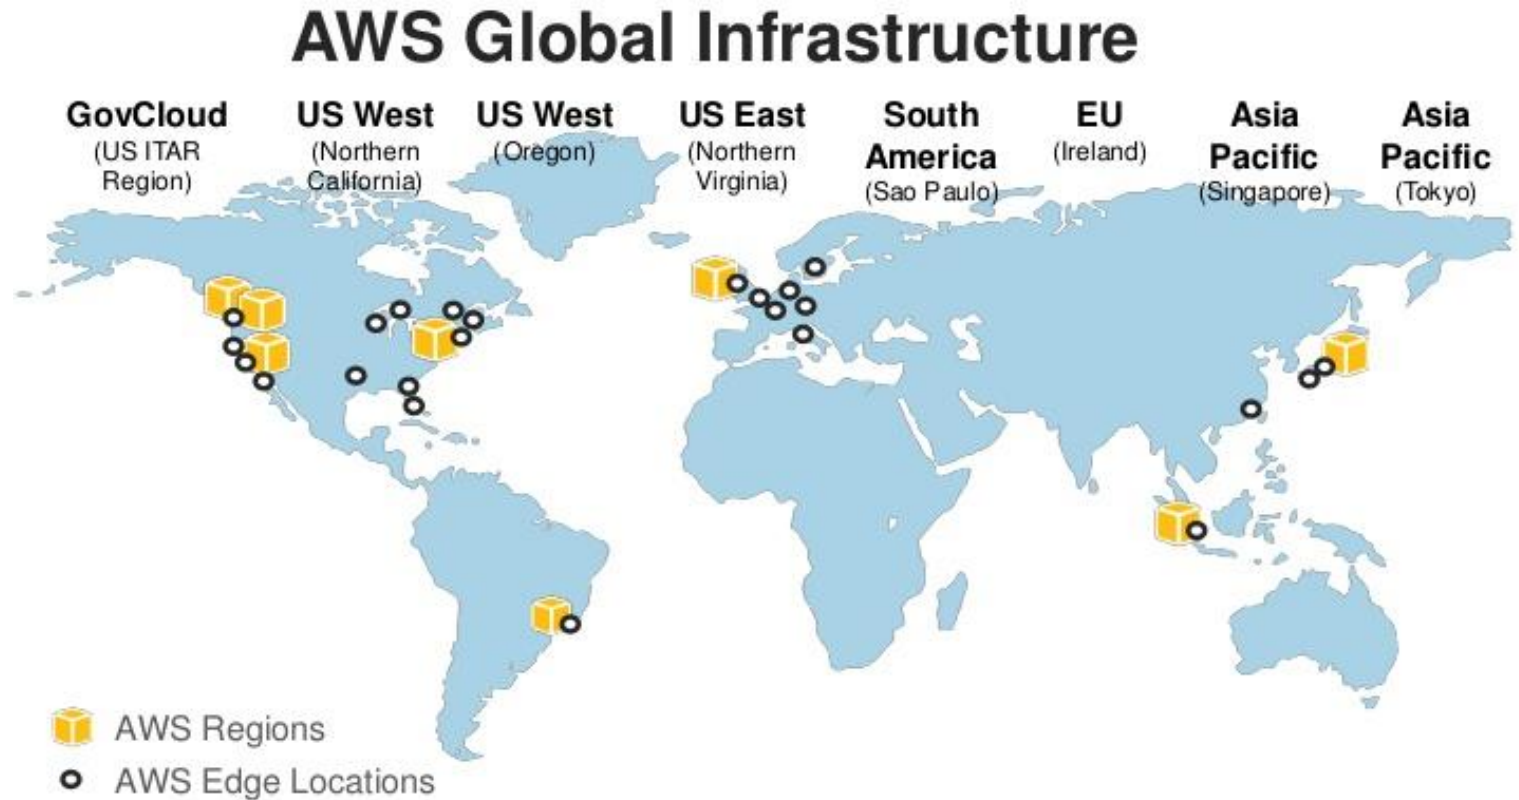 AWS Global Infrastructure
GovCloud
(US ITAR
Region)
US West
(Northern
California)
US West
(Oregon)
US East
(Northern
Virginia)
South
America
(Sao Paulo)
EU
(Ireland)
Asia
Pacific
(Singapore)
Asia
Pacific
(Tokyo)
AWS Regions
AWS Edge Locations